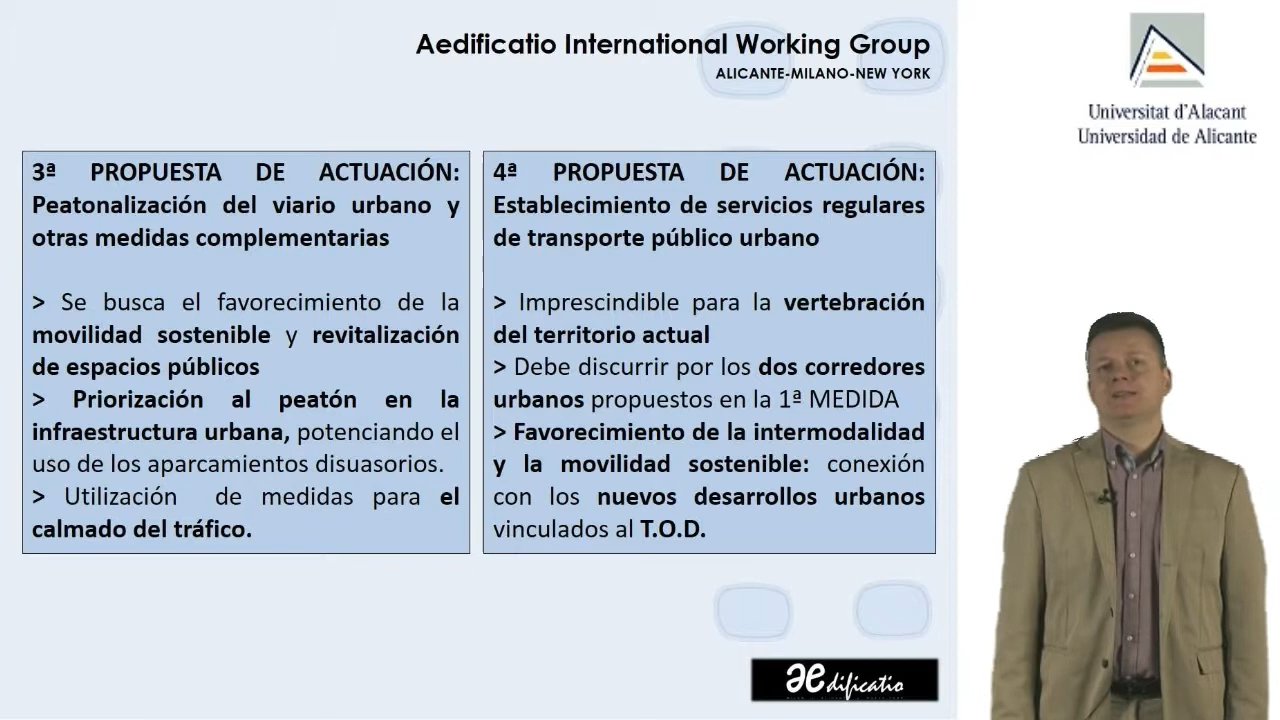 Aedificatio International Working Group
ALICANTE-MILANO-NEW YORK
Universitat d'Alacant
Universidad de Alicante
3ª PROPUESTA DE ACTUACIÓN:
Peatonalización del viario urbano y
otras medidas complementarias
> Se busca el favorecimiento de la
movilidad sostenible y revitalización
de espacios públicos
> Priorización al peatón en la
infraestructura urbana, potenciando el
uso de los aparcamientos disuasorios.
> Utilización de medidas para el
calmado del tráfico.
4ª PROPUESTA DE ACTUACIÓN:
Establecimiento de servicios regulares
de transporte público urbano
> Imprescindible para la vertebración
del territorio actual
> Debe discurrir por los dos corredores
urbanos propuestos en la 1ª MEDIDA
> Favorecimiento de la intermodalidad
y la movilidad sostenible: conexión
con los nuevos desarrollos urbanos
vinculados al T.O.D.
aedificatio